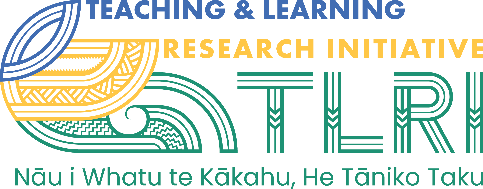 TEACHING & LEARNING
RESEARCH INITIATIVE
TLRI
Nāu i Whatu te Kākahu, He Tāniko Taku